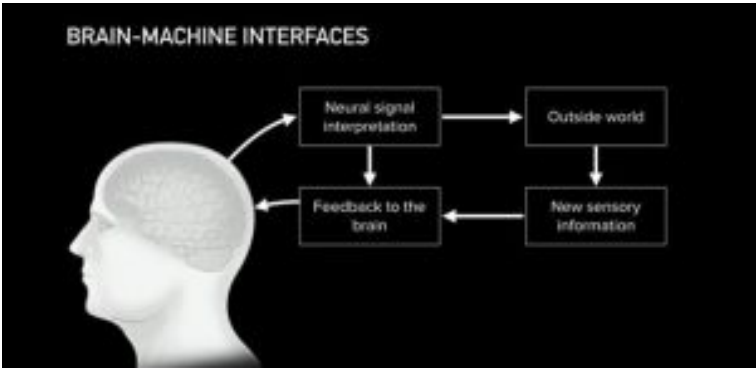 BRAIN-MACHINE INTERFACES
Neural signal
interpretation
Outside world
Feedback to the
brain
New sensory
information